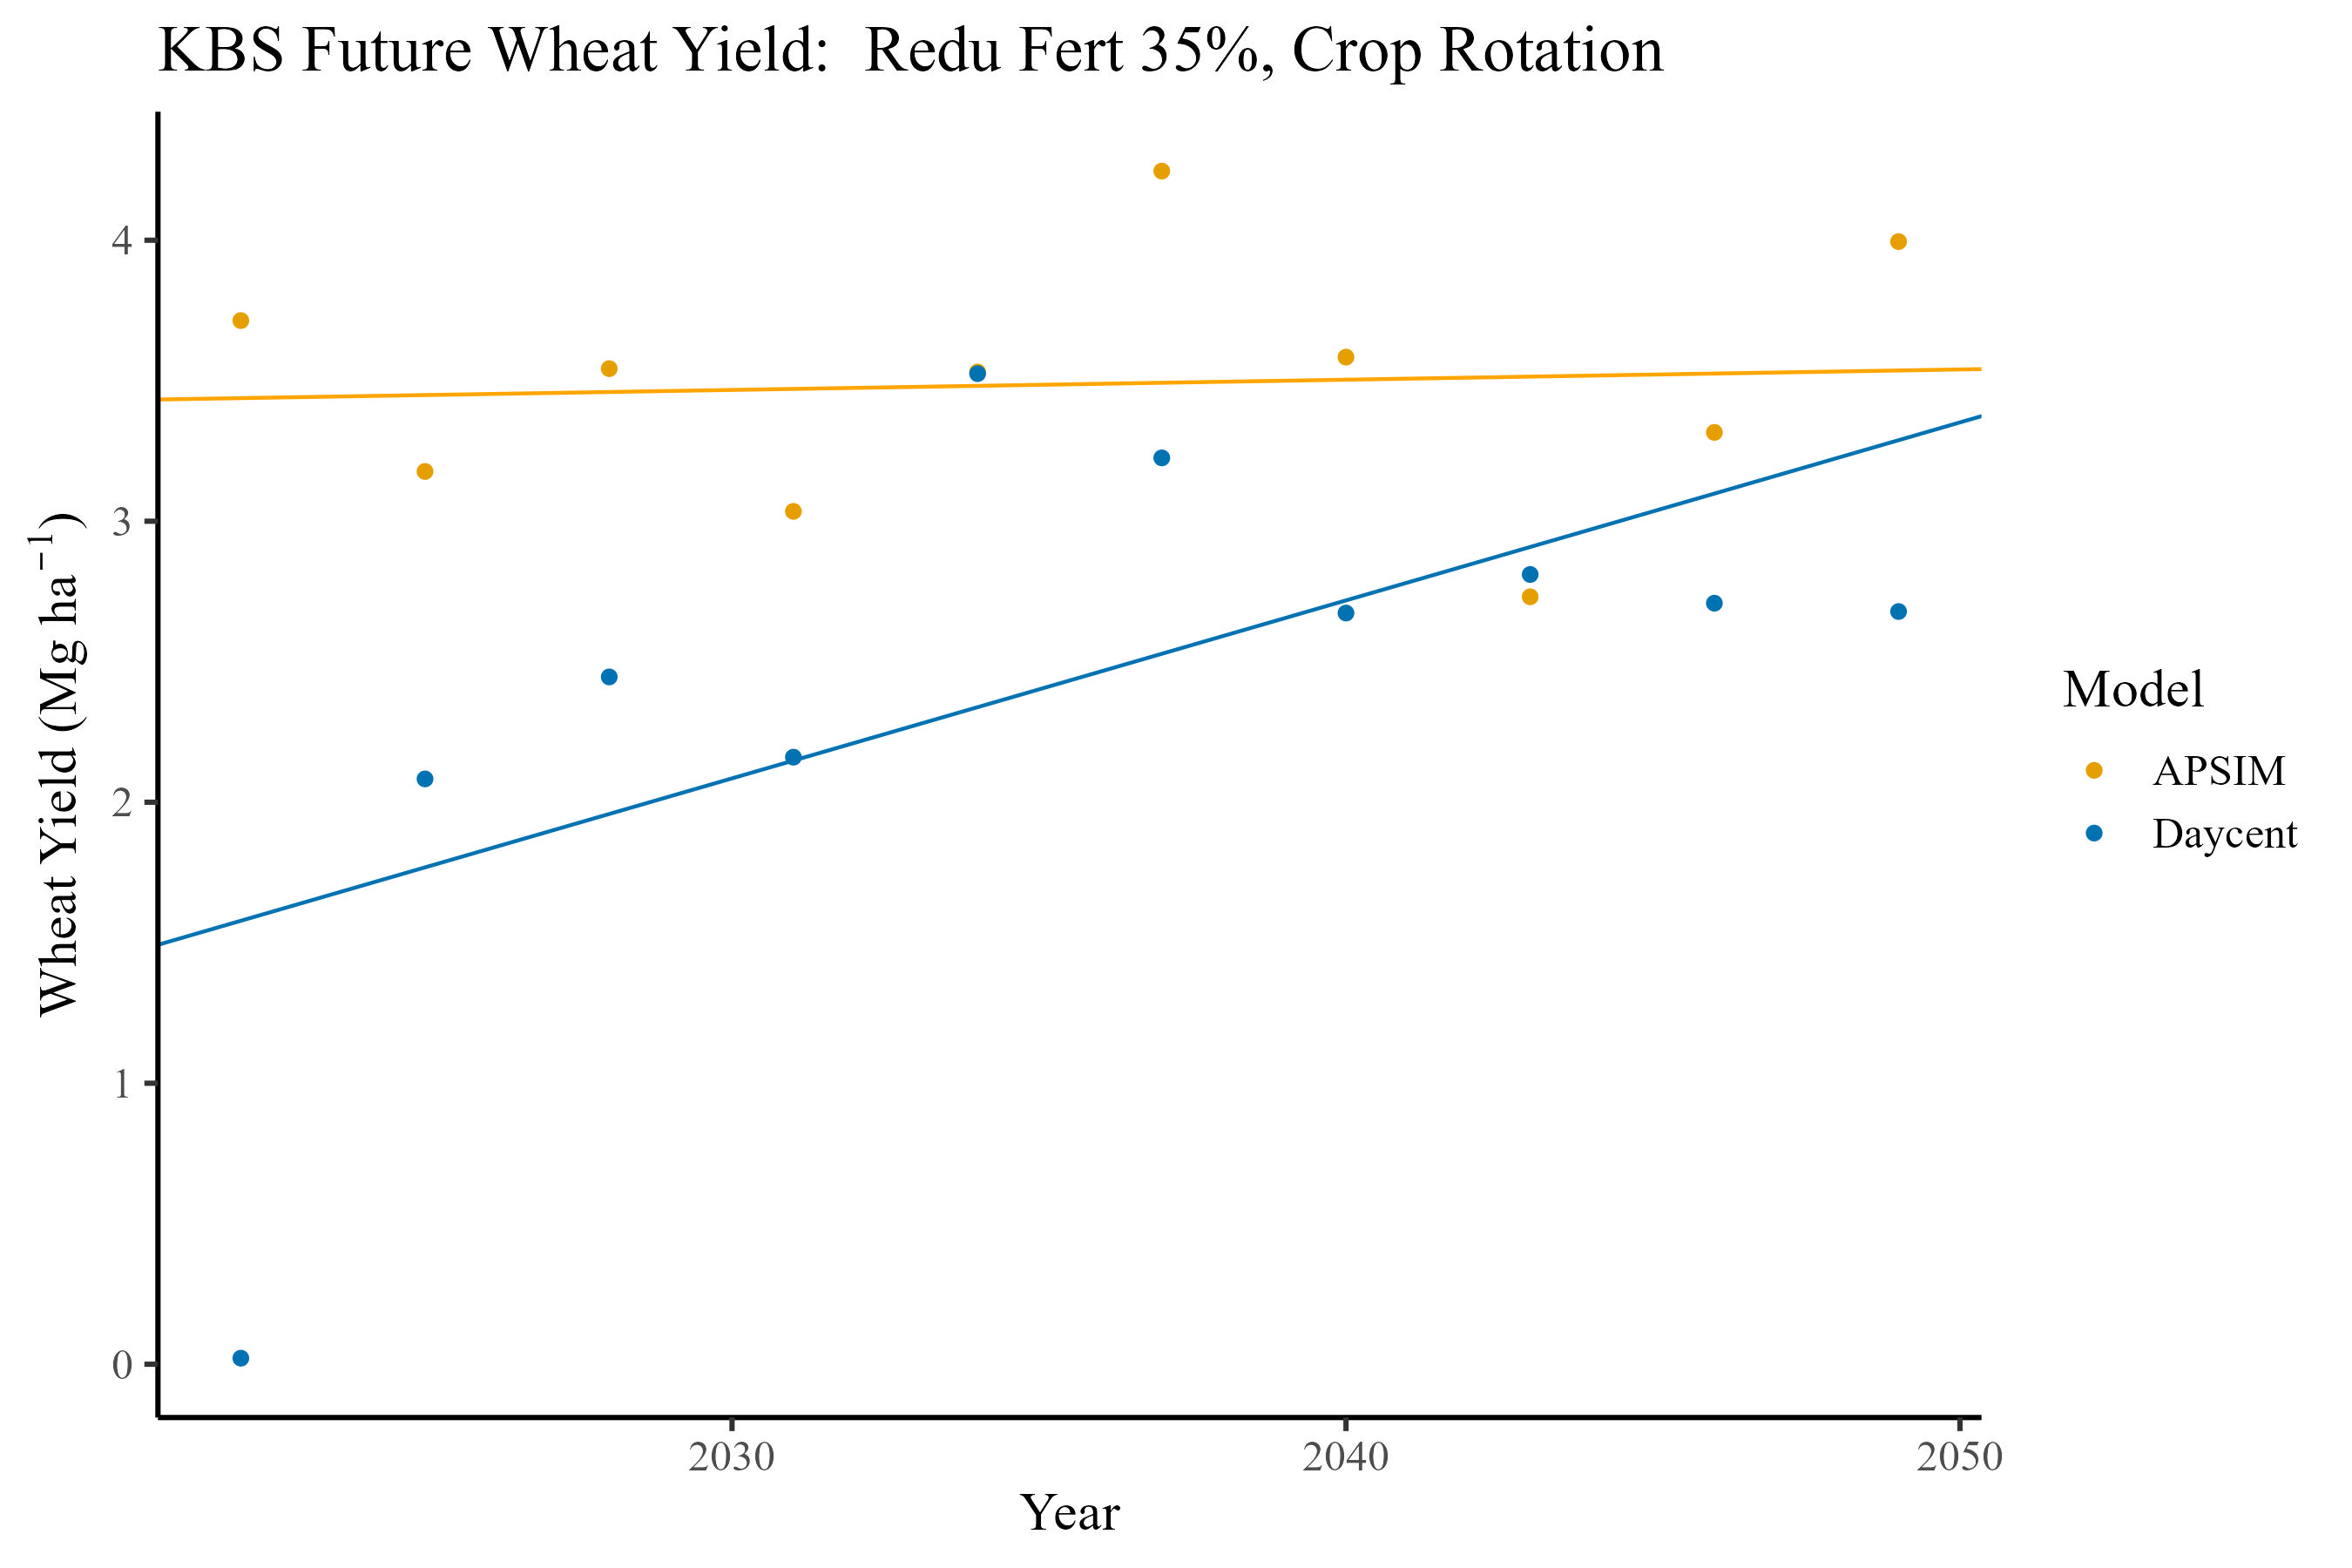 KBS Future Wheat Yield:  Redu Fert 35%, Crop Rotation
Wheat Yield (Mg ha⁻¹)
4
3
2
1
0
2030 2040 2050
Year
Model
APSIM
Daycent